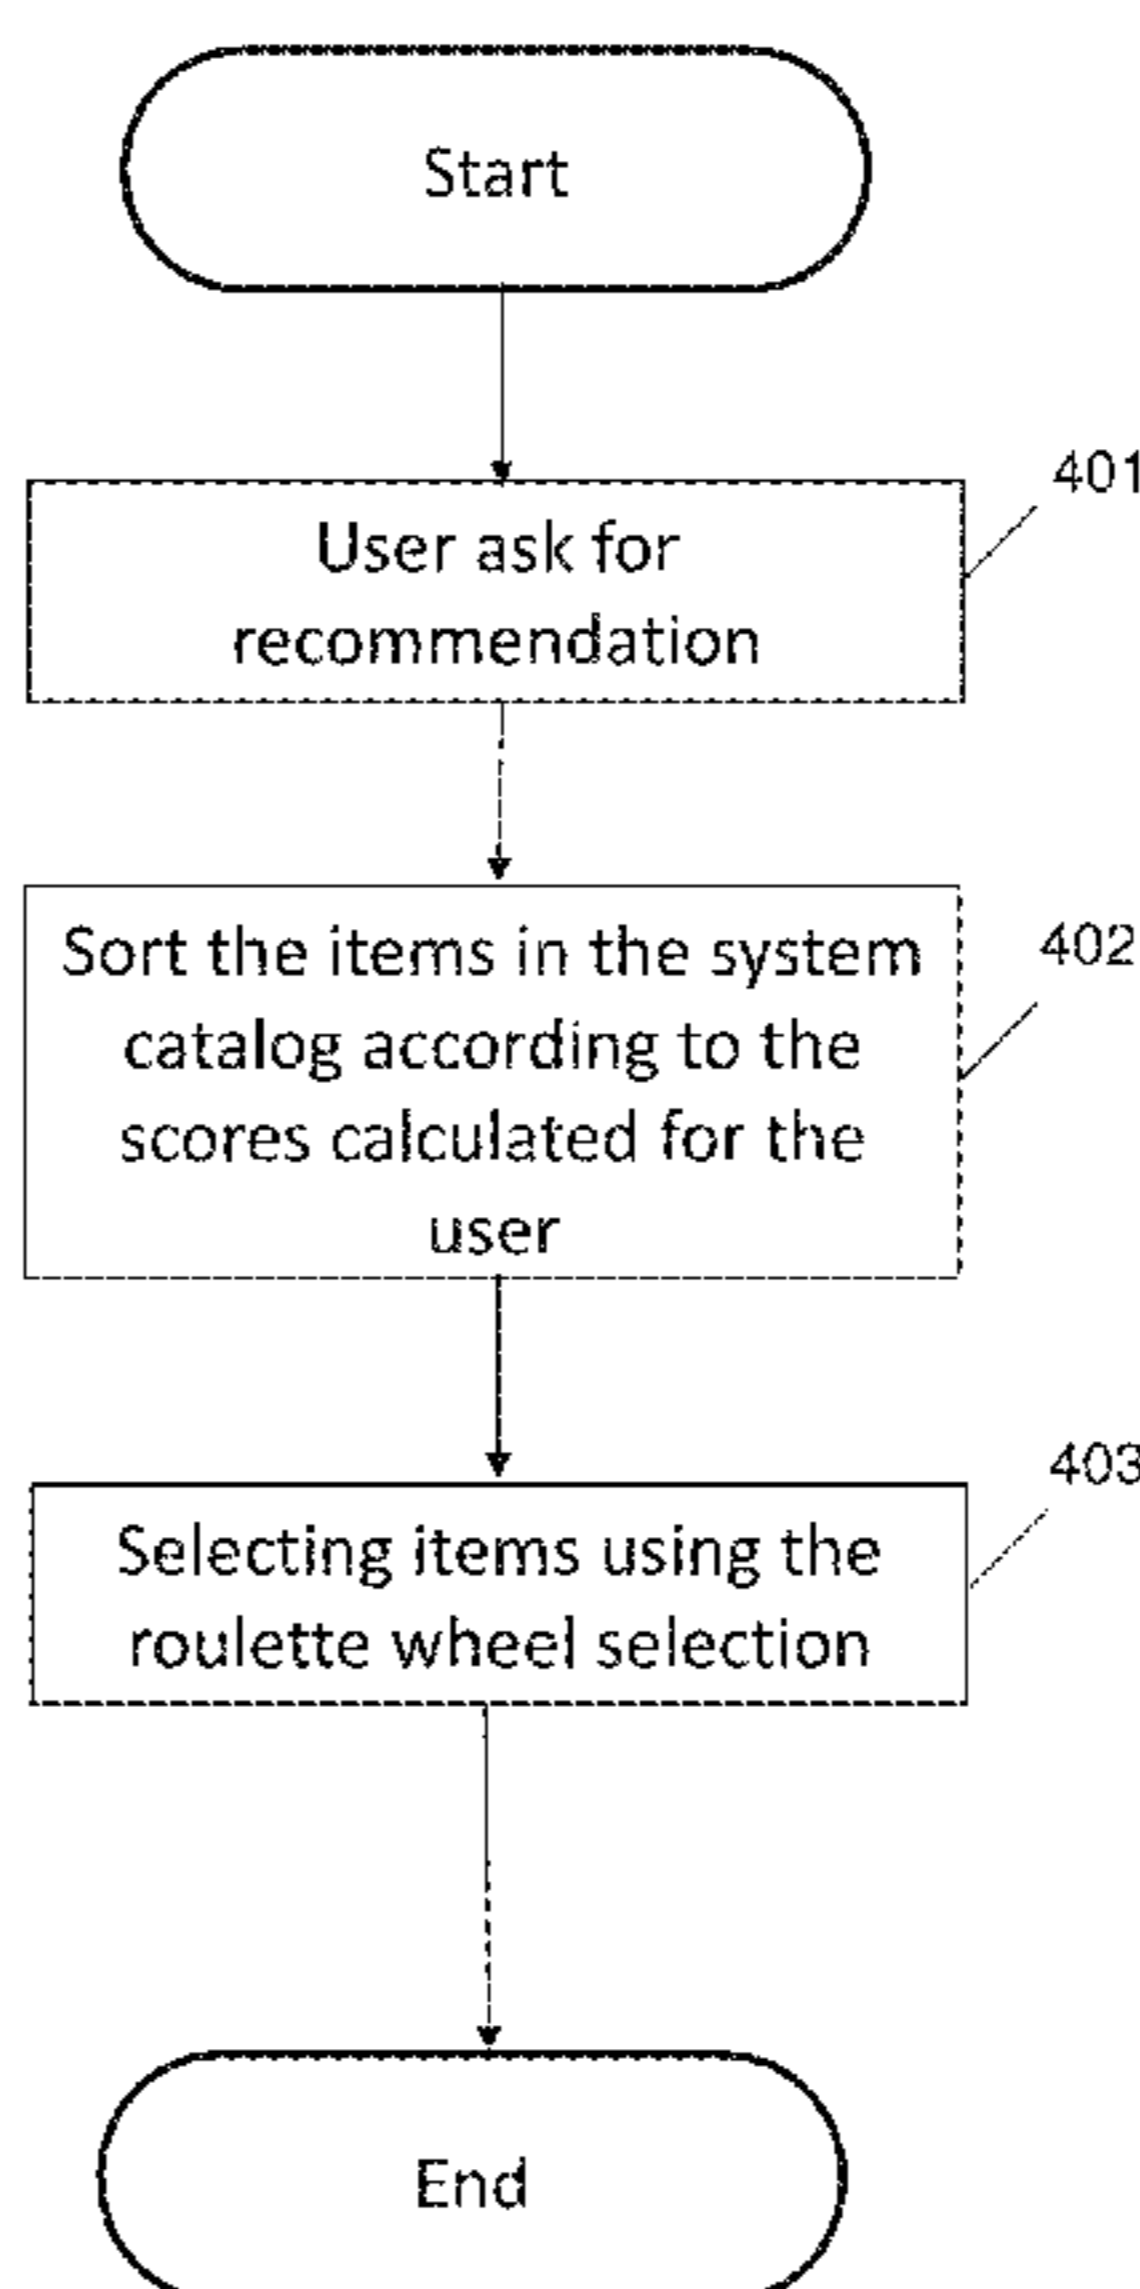 Start
401
User ask for
recommendation
402
Sort the items in the system
catalog according to the
scores calculated for the
user
403
Selecting items using the
roulette wheel selection
End